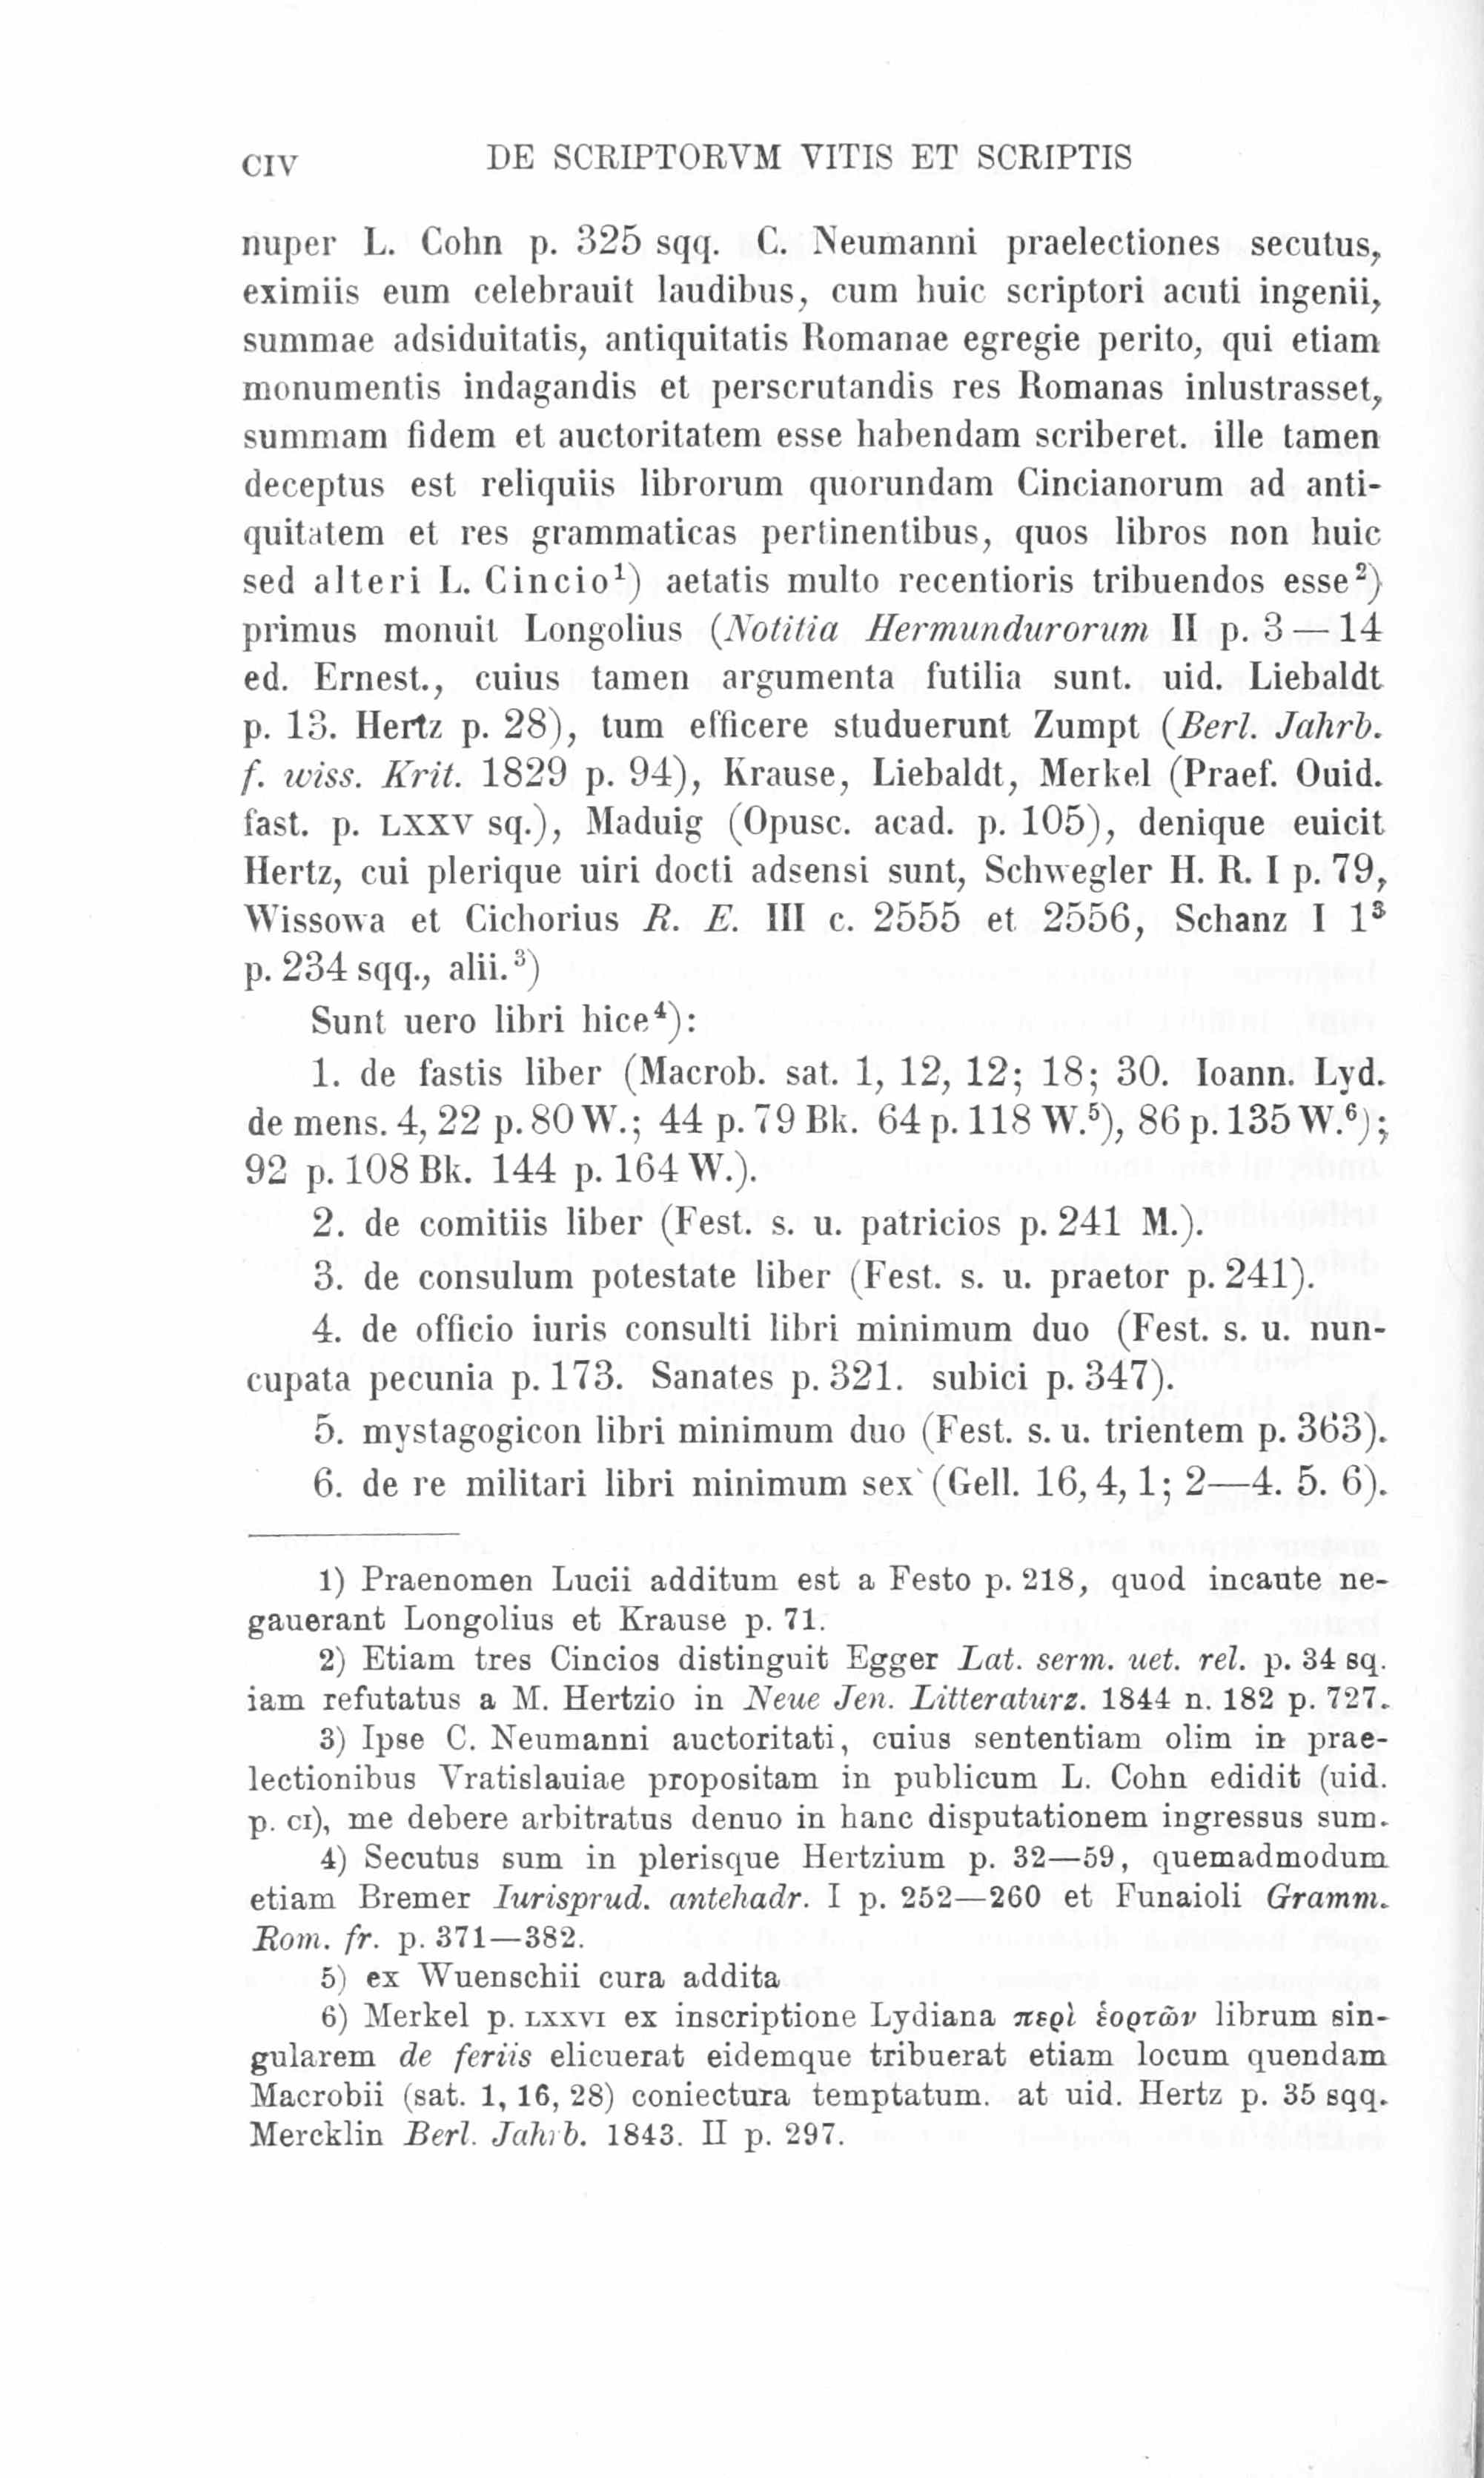 CIV DE SCRIPTORVM VITIS ET SCRIPTIS
nuper L. Cohn p. 325 sqq. C. Neumanni praelectiones secutus,
eximiis eum celebrauit laudibus, cum huic scriptori acuti ingenii,
summae adsiduitatis, antiquitatis Romanae egregie perito, qui etiam
monumentis indagandis et perscrutandis res Romanas inlustrasset,
summam fidem et auctoritatem esse habendam scriberet. ille tamen
deceptus est reliquiis librorum quorundam Cincianorum ad anti-
quitatem et res grammaticas pertinentibus, quos libros non huic
sed alteri L. Cincio¹) aetatis multo recentioris tribuendos esse²)
primus monuit Longolius (Notitia Hermundurorum II p. 3—14
ed. Ernest., cuius tamen argumenta futilia sunt. uid. Liebaldt
p. 13. Hertz p. 28), tum efficere studuerunt Zumpt (Berl. Jahrb.
f. wiss. Krit. 1829 p. 94), Krause, Liebaldt, Merkel (Praef. Ouid.
fast. p. LXXV sq.), Maduig (Opusc. acad. p. 105), denique euicit
Hertz, cui plerique uiri docti adsensi sunt, Schwegler H. R. I p. 79,
Wissowa et Cichorius R. E. III c. 2555 et 2556, Schanz I 1³
p. 234 sqq., alii.³)
Sunt uero libri hice⁴):
1. de fastis liber (Macrob. sat. 1, 12, 12; 18; 30. Ioann. Lyd.
de mens. 4, 22 p. 80 W.; 44 p. 79 Bk. 64 p. 118 W.⁵), 86 p. 135 W.⁶);
92 p. 108 Bk. 144 p. 164 W.).
2. de comitiis liber (Fest. s. u. patricios p. 241 M.).
3. de consulum potestate liber (Fest. s. u. praetor p. 241).
4. de officio iuris consulti libri minimum duo (Fest. s. u. nun-
cupata pecunia p. 173. Sanates p. 321. subici p. 347).
5. mystagogicon libri minimum duo (Fest. s. u. trientem p. 363).
6. de re militari libri minimum sex (Gell. 16, 4, 1; 2—4. 5. 6).
1) Praenomen Lucii additum est a Festo p. 218, quod incaute ne-
gauerant Longolius et Krause p. 71.
2) Etiam tres Cincios distinguit Egger Lat. serm. uet. rel. p. 34 sq.
iam refutatus a M. Hertzio in Neue Jen. Litteraturz. 1844 n. 182 p. 727.
3) Ipse C. Neumanni auctoritati, cuius sententiam olim in prae-
lectionibus Vratislauiae propositam in publicum L. Cohn edidit (uid.
p. CI), me debere arbitratus denuo in hanc disputationem ingressus sum.
4) Secutus sum in plerisque Hertzium p. 32—59, quemadmodum
etiam Bremer Iurisprud. antehadr. I p. 252—260 et Funaioli Gramm.
Rom. fr. p. 371—382.
5) ex Wuenschii cura addita
6) Merkel p. LXXVI ex inscriptione Lydiana περὶ ἑορτῶν librum sin-
gularem de feriis elicuerat eidemque tribuerat etiam locum quendam
Macrobii (sat. 1, 16, 28) coniectura temptatum. at uid. Hertz p. 35 sqq.
Mercklin Berl. Jahrb. 1843. II p. 297.